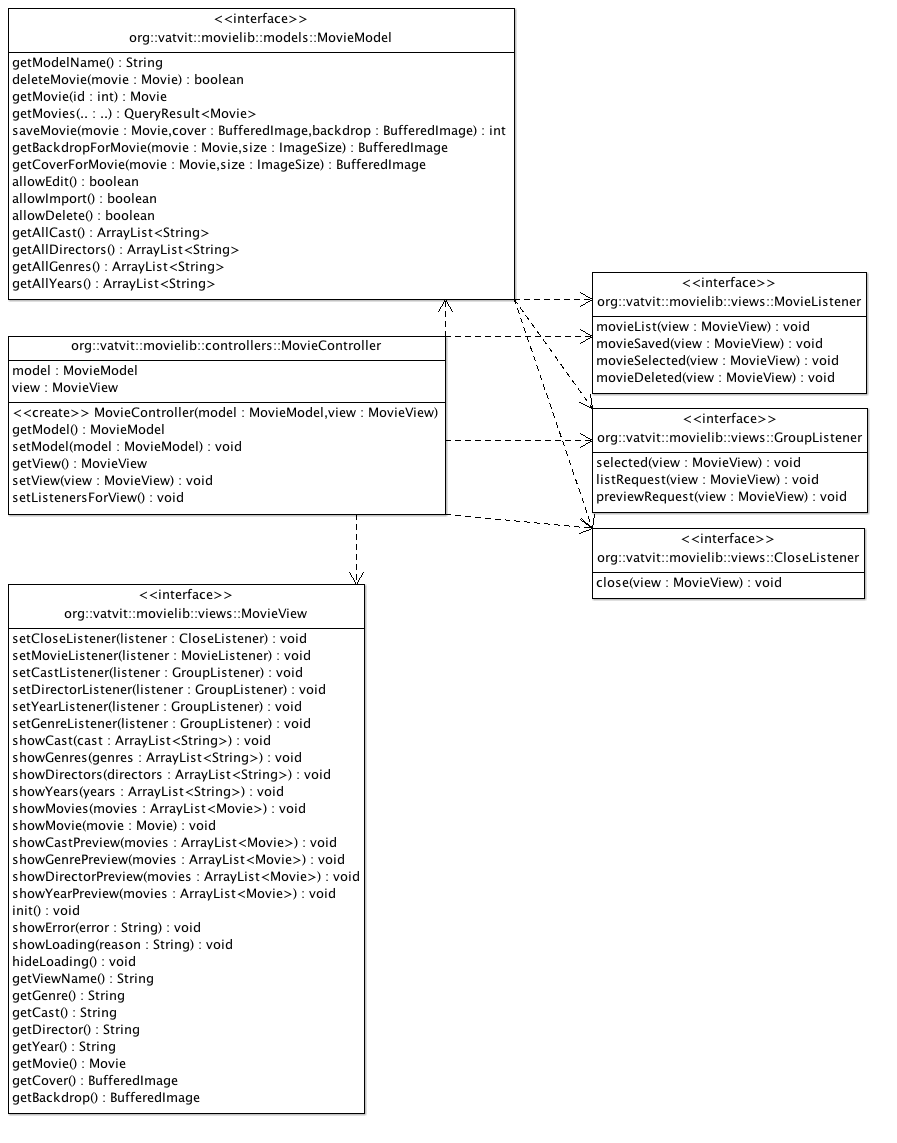 <<interface>>
org::vatvit::movielib::models::MovieModel
getModelName() : String
deleteMovie(movie : Movie) : boolean
getMovie(id : int) : Movie
getMovies(.. : ..) : QueryResult<Movie>
saveMovie(movie : Movie,cover : BufferedImage,backdrop : BufferedImage) : int
getBackdropForMovie(movie : Movie,size : ImageSize) : BufferedImage
getCoverForMovie(movie : Movie,size : ImageSize) : BufferedImage
allowEdit() : boolean
allowImport() : boolean
allowDelete() : boolean
getAllCast() : ArrayList<String>
getAllDirectors() : ArrayList<String>
getAllGenres() : ArrayList<String>
getAllYears() : ArrayList<String>
<<interface>>
org::vatvit::movielib::views::MovieListener
movieList(view : MovieView) : void
movieSaved(view : MovieView) : void
movieSelected(view : MovieView) : void
movieDeleted(view : MovieView) : void
org::vatvit::movielib::controllers::MovieController
model : MovieModel
view : MovieView
<<create>> MovieController(model : MovieModel,view : MovieView)
getModel() : MovieModel
setModel(model : MovieModel) : void
getView() : MovieView
setView(view : MovieView) : void
setListenersForView() : void
<<interface>>
org::vatvit::movielib::views::GroupListener
selected(view : MovieView) : void
listRequest(view : MovieView) : void
previewRequest(view : MovieView) : void
<<interface>>
org::vatvit::movielib::views::CloseListener
close(view : MovieView) : void
<<interface>>
org::vatvit::movielib::views::MovieView
setCloseListener(listener : CloseListener) : void
setMovieListener(listener : MovieListener) : void
setCastListener(listener : GroupListener) : void
setDirectorListener(listener : GroupListener) : void
setYearListener(listener : GroupListener) : void
setGenreListener(listener : GroupListener) : void
showCast(cast : ArrayList<String>) : void
showGenres(genres : ArrayList<String>) : void
showDirectors(directors : ArrayList<String>) : void
showYears(years : ArrayList<String>) : void
showMovies(movies : ArrayList<Movie>) : void
showMovie(movie : Movie) : void
showCastPreview(movies : ArrayList<Movie>) : void
showGenrePreview(movies : ArrayList<Movie>) : void
showDirectorPreview(movies : ArrayList<Movie>) : void
showYearPreview(movies : ArrayList<Movie>) : void
init() : void
showError(error : String) : void
showLoading(reason : String) : void
hideLoading() : void
getViewName() : String
getGenre() : String
getCast() : String
getDirector() : String
getYear() : String
getMovie() : Movie
getCover() : BufferedImage
getBackdrop() : BufferedImage